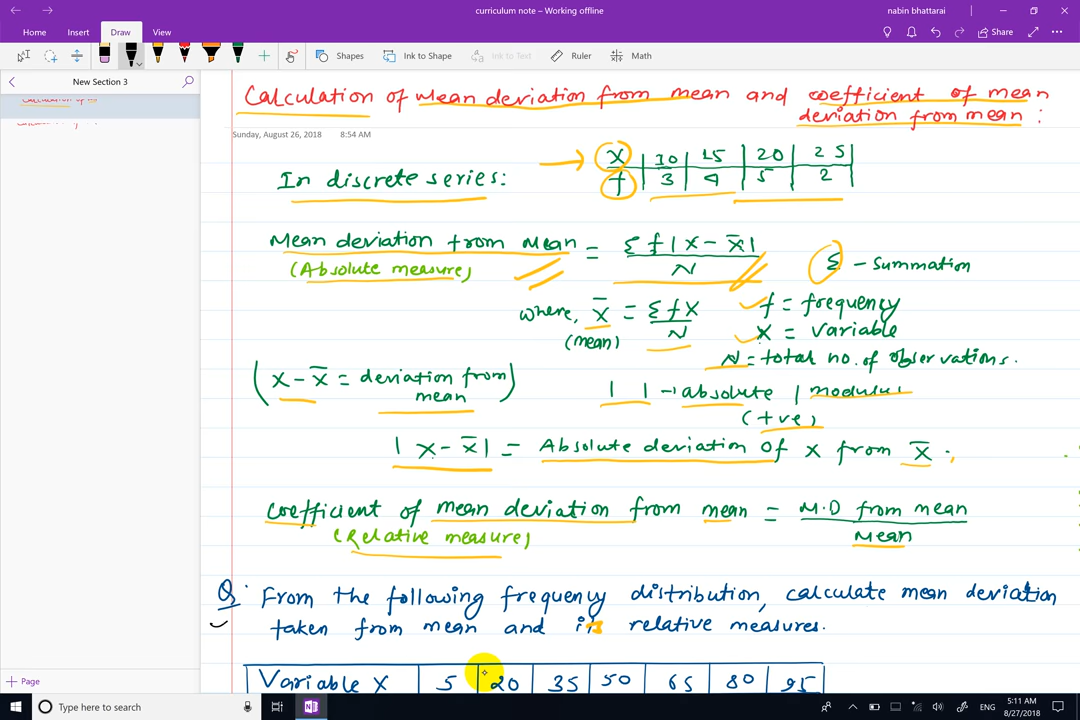 curriculum note – Working offline
nabin bhattarai
Home Insert Draw View
Share
Shapes Ink to Shape Ink to Text Ruler Math
New Section 3
Calculation of Mean deviation from mean and coefficient of mean
deviation from mean :
Sunday, August 26, 2018 8:54 AM
X 10 15 20 25
f 3 4 5 2
In discrete series:
Mean deviation from Mean = Σ f | X – X̄ | / N
(Absolute measure)
Σ – Summation
where, X̄ = Σ f X / N
(mean)
f = frequency
X = Variable
N = total no. of observations.
( X – X̄ = deviation from mean )
| | → absolute | modulus
(+ve)
| X – X̄ | = Absolute deviation of X from X̄ .
Coefficient of mean deviation from mean = M.D from mean / Mean
(Relative measure)
Q. From the following frequency distribution, calculate mean deviation
taken from mean and its relative measures.
Variable X 5 20 35 50 65 80 95
Page
Type here to search
ENG
5:11 AM
8/27/2018